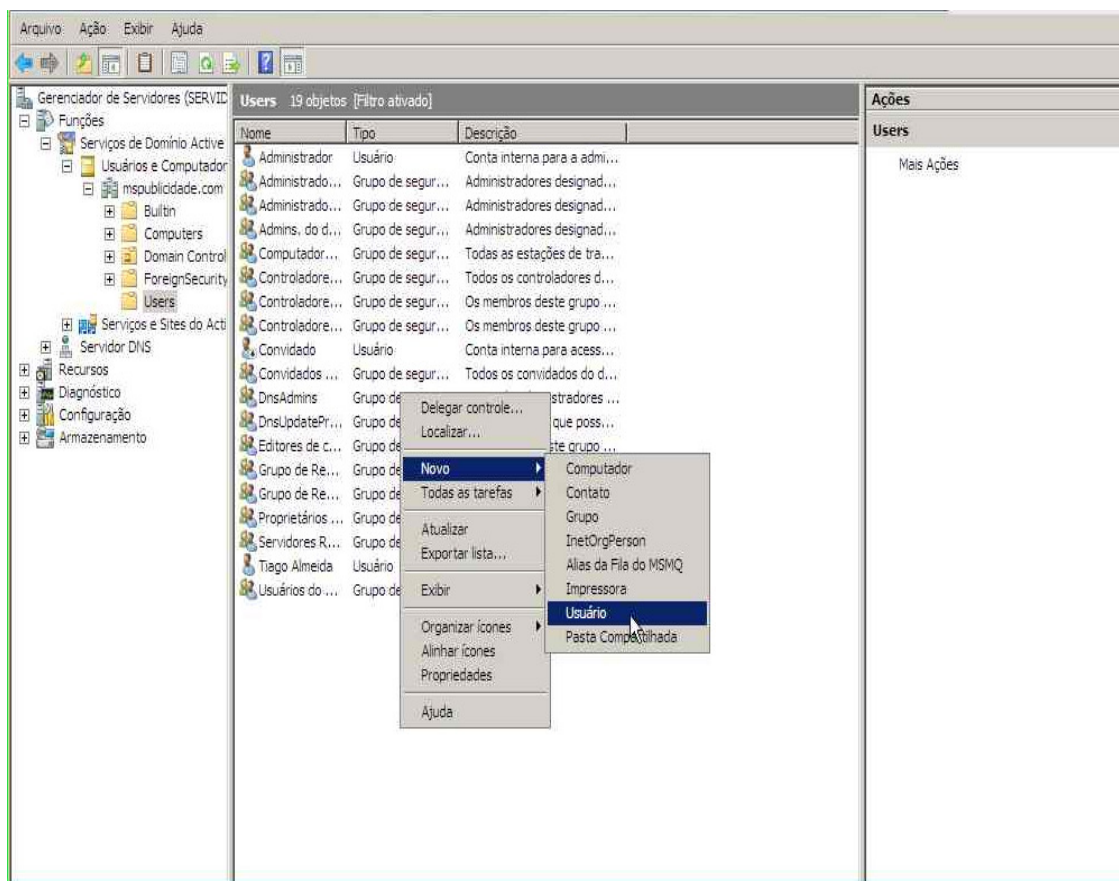 Arquivo Ação Exibir Ajuda
Gerenciador de Servidores (SERVID
Funções
Serviços de Domínio Active
Usuários e Computador
mspublicidade.com
Builtin
Computers
Domain Control
ForeignSecurity
Users
Serviços e Sites do Acti
Servidor DNS
Recursos
Diagnóstico
Configuração
Armazenamento
Users 19 objetos [Filtro ativado]
Nome Tipo Descrição
Administrador Usuário Conta interna para a admi...
Administrado... Grupo de segur... Administradores designad...
Administrado... Grupo de segur... Administradores designad...
Admins. do d... Grupo de segur... Administradores designad...
Computador... Grupo de segur... Todas as estações de tra...
Controladore... Grupo de segur... Todos os controladores d...
Controladore... Grupo de segur... Os membros deste grupo ...
Controladore... Grupo de segur... Os membros deste grupo ...
Convidado Usuário Conta interna para acess...
Convidados ... Grupo de segur... Todos os convidados do d...
DnsAdmins Grupo de stradores ...
DnsUpdatePr... Grupo de que poss...
Editores de c... Grupo de ste grupo ...
Grupo de Re... Grupo de
Grupo de Re... Grupo de
Proprietários ... Grupo de
Servidores R... Grupo de
Tiago Almeida Usuário
Usuários do ... Grupo de
Delegar controle...
Localizar...
Novo
Todas as tarefas
Atualizar
Exportar lista...
Exibir
Organizar ícones
Alinhar ícones
Propriedades
Ajuda
Computador
Contato
Grupo
InetOrgPerson
Alias da Fila do MSMQ
Impressora
Usuário
Pasta Compartilhada
Ações
Users
Mais Ações